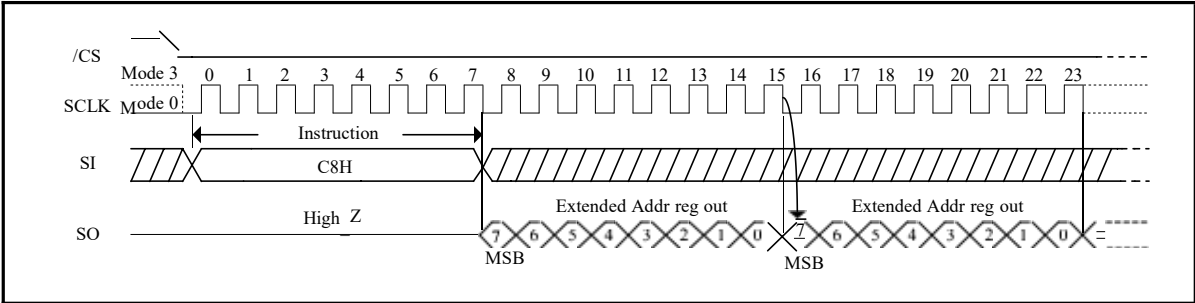 /CS
Mode 3 0 1 2 3 4 5 6 7 8 9 10 11 12 13 14 15 16 17 18 19 20 21 22 23
SCLK Mode 0
Instruction
SI C8H
High_Z Extended Addr reg out Extended Addr reg out
SO 7 6 5 4 3 2 1 0 7 6 5 4 3 2 1 0
MSB MSB